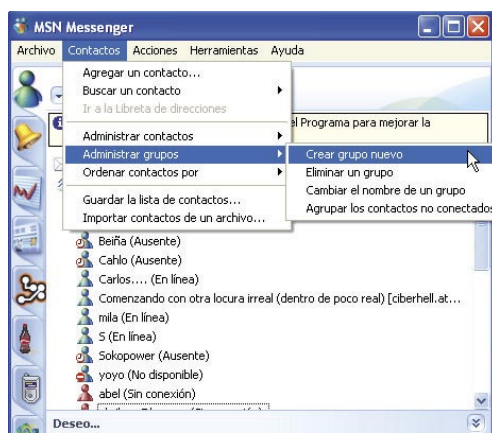 MSN Messenger
Archivo Contactos Acciones Herramientas Ayuda
Agregar un contacto...
Buscar un contacto
Ir a la Libreta de direcciones
el Programa para mejorar la
Administrar contactos
Administrar grupos
Crear grupo nuevo
Ordenar contactos por
Eliminar un grupo
Cambiar el nombre de un grupo
Guardar la lista de contactos...
Agrupar los contactos no conectados
Importar contactos de un archivo...
Beiña (Ausente)
Cahlo (Ausente)
Carlos.... (En línea)
Comenzando con otra locura irreal (dentro de poco real) [ciberhell.at...
mila (En línea)
S (En línea)
Sokopower (Ausente)
yoyo (No disponible)
abel (Sin conexión)
Deseo...